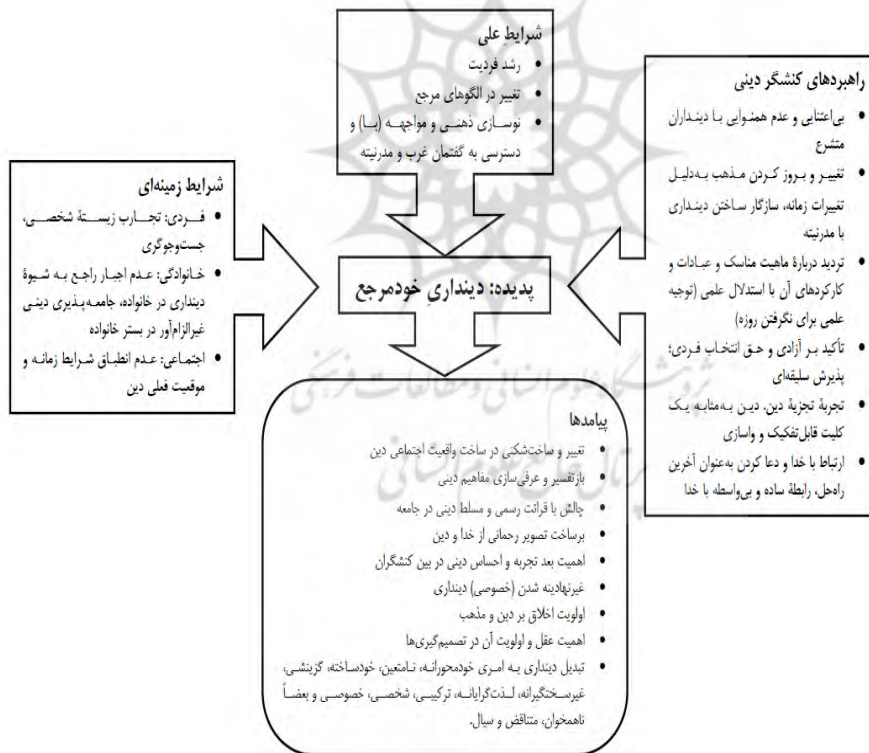 شرایط علی
• رشد فردیت
• تغییر در الگوهای مرجع
• نوسازی ذهنی و مواجهه (با) و
دسترسی به گفتمان غرب و مدرنیته
راهبردهای کنشگر دینی
• بی‌اعتنایی و عدم همنوایی با دینداران
متشرع
• تغییر و بروز کردن مذهب به‌دلیل
تغییرات زمانه، سازگار ساختن دینداری
با مدرنیته
• تردید دربارهٔ ماهیت مناسک و عبادات و
کارکردهای آن با استدلال علمی (توجیه
علمی برای نگرفتن روزه)
• تأکید بر آزادی و حق انتخاب فردی؛
پذیرش سلیقه‌ای
• تجربهٔ تجزیهٔ دین. دین به‌مثابه یک
کلیت قابل‌تفکیک و واسازی
• ارتباط با خدا و دعا کردن به‌عنوان آخرین
راه‌حل، رابطهٔ ساده و بی‌واسطه با خدا
شرایط زمینه‌ای
• فردی: تجارب زیستهٔ شخصی،
جست‌وجوگری
• خانوادگی: عدم اجبار راجع به شیوهٔ
دینداری در خانواده، جامعه‌پذیری دینی
غیرالزام‌آور در بستر خانواده
• اجتماعی: عدم انطباق شرایط زمانه و
موقعیت فعلی دین
پدیده: دینداریِ خودمرجع
پژوهشگاه علوم انسانی و مطالعات فرهنگی
پرتال جامع علوم انسانی
پیامدها
• تغییر و ساخت‌شکنی در ساخت واقعیت اجتماعی دین
• بازتفسیر و عرفی‌سازی مفاهیم دینی
• چالش با قرائت رسمی و مسلط دینی در جامعه
• برساخت تصویر رحمانی از خدا و دین
• اهمیت بعد تجربه و احساس دینی در بین کنشگران
• غیرنهادینه شدن (خصوصی) دینداری
• اولویت اخلاق بر دین و مذهب
• اهمیت عقل و اولویت آن در تصمیم‌گیری‌ها
• تبدیل دینداری به امری خودمحورانه، نامتعین، خودساخته، گزینشی،
غیرسختگیرانه، لذت‌گرایانه، ترکیبی، شخصی، خصوصی و بعضاً
ناهمخوان، متناقض و سیال.